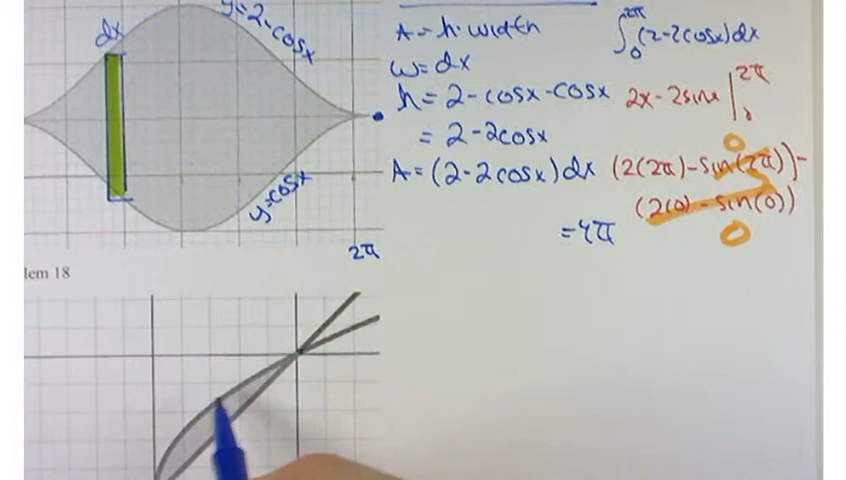 y=2-cosx
dx
y=cosx
2π
lem 18
A=h·width
w=dx
h=2-cosx-cosx
=2-2cosx
A=(2-2cosx)dx
∫₀^2π (2-2cosx)dx
2x-2sinx |₀^2π
0
(2(2π)-sin(2π))-
(2(0)-sin(0))
0
=4π